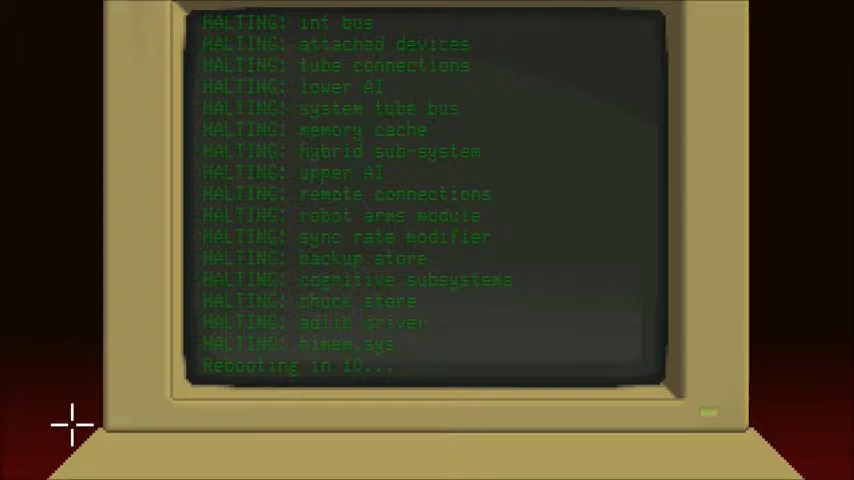 HALTING: int bus
HALTING: attached devices
HALTING: tube connections
HALTING: lower AI
HALTING: system tube bus
HALTING: memory cache
HALTING: hybrid sub-system
HALTING: upper AI
HALTING: remote connections
HALTING: robot arms module
HALTING: sync rate modifier
HALTING: backup store
HALTING: cognitive subsystems
HALTING: chuck store
HALTING: adlib driver
HALTING: himem.sys
Rebooting in 10...